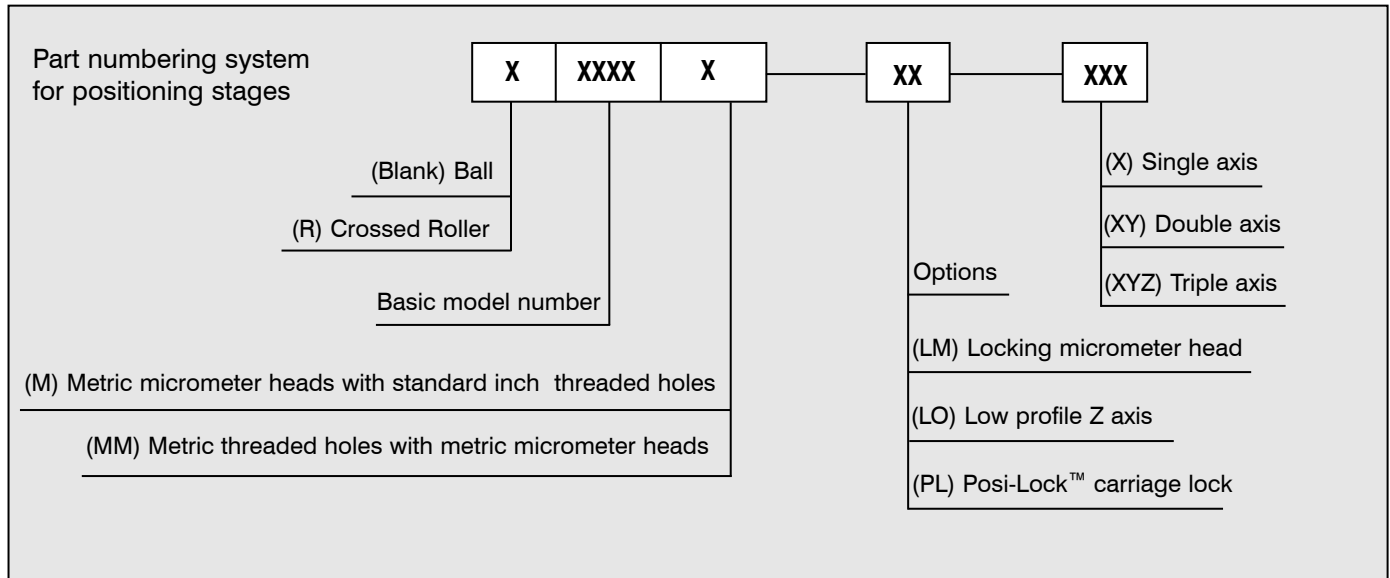 Part numbering system
for positioning stages
X XXXX X XX XXX
(Blank) Ball
(R) Crossed Roller
Basic model number
(M) Metric micrometer heads with standard inch threaded holes
(MM) Metric threaded holes with metric micrometer heads
Options
(LM) Locking micrometer head
(LO) Low profile Z axis
(PL) Posi-Lock™ carriage lock
(X) Single axis
(XY) Double axis
(XYZ) Triple axis